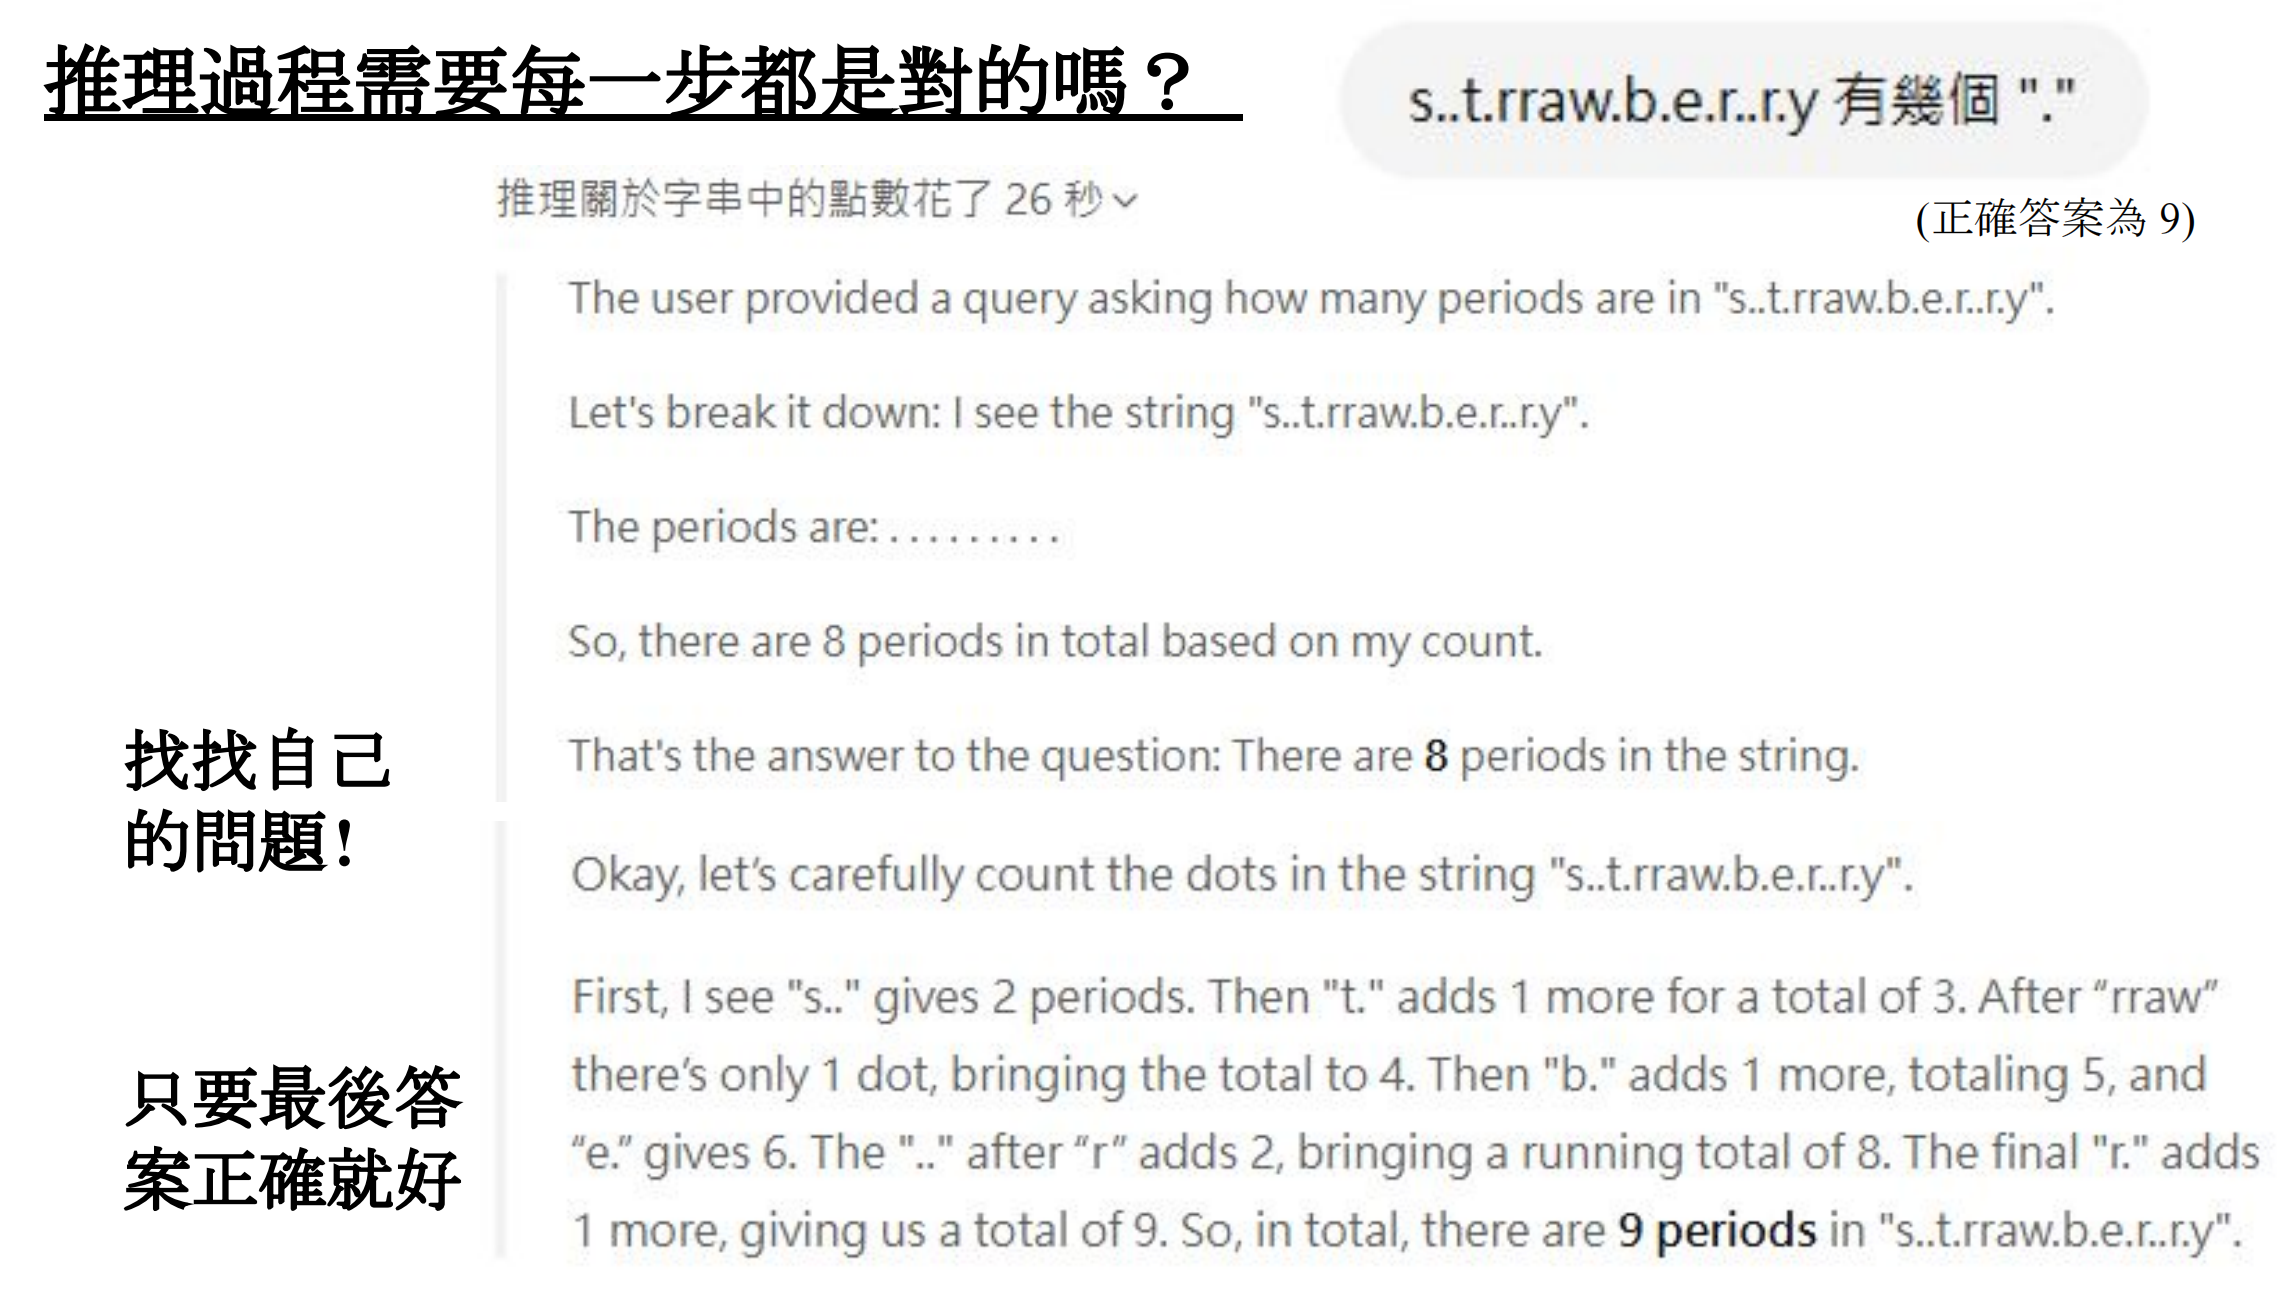 推理過程需要每一步都是對的嗎？
s..t.rraw.b.e.r..r.y 有幾個 "."
(正確答案為 9)
推理關於字串中的點數花了 26 秒
The user provided a query asking how many periods are in "s..t.rraw.b.e.r..r.y".
Let's break it down: I see the string "s..t.rraw.b.e.r..r.y".
The periods are: . . . . . . . . .
So, there are 8 periods in total based on my count.
That's the answer to the question: There are 8 periods in the string.
找找自己
的問題!
Okay, let’s carefully count the dots in the string "s..t.rraw.b.e.r..r.y".
First, I see "s.." gives 2 periods. Then "t." adds 1 more for a total of 3. After “rraw”
there’s only 1 dot, bringing the total to 4. Then "b." adds 1 more, totaling 5, and
“e.” gives 6. The ".." after “r” adds 2, bringing a running total of 8. The final "r." adds
1 more, giving us a total of 9. So, in total, there are 9 periods in "s..t.rraw.b.e.r..r.y".
只要最後答
案正確就好